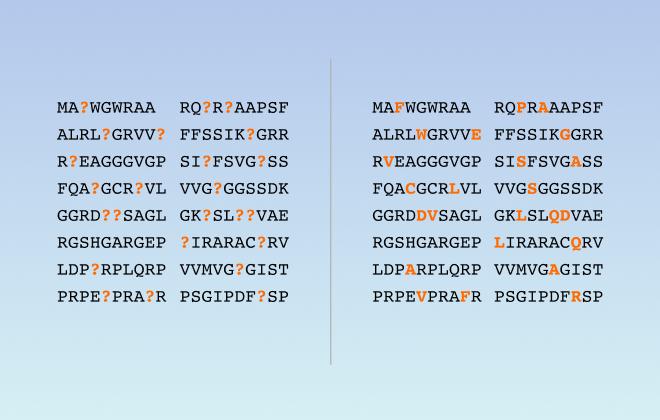 MA?WGWRAA RQ?R?AAPSF
ALRL?GRVV? FFSSIK?GRR
R?EAGGGVGP SI?FSVG?SS
FQA?GCR?VL VVG?GGSSDK
GGRD??SAGL GK?SL??VAE
RGSHGARGEP ?IRARAC?RV
LDP?RPLQRP VVMVG?GIST
PRPE?PRA?R PSGIPDF?SP
MAFWGWRAA RQPRAAAPSF
ALRLWGRVVE FFSSIKGGRR
RVEAGGGVGP SISFSVGASS
FQACGCRLVL VVGSGGSSDK
GGRDDVSAGL GKLSLQDVAE
RGSHGARGEP LIRARACQRV
LDPARPLQRP VVMVGAGIST
PRPEVPRAFR PSGIPDFRSP